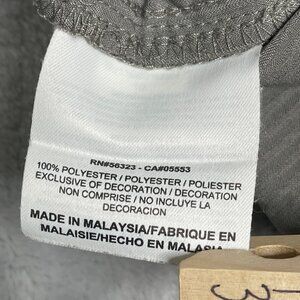 RN#56323 - CA#05553
100% POLYESTER / POLYESTER / POLIESTER
EXCLUSIVE OF DECORATION / DECORATION
NON COMPRISE / NO INCLUYE LA
DECORACION
MADE IN MALAYSIA/FABRIQUE EN
MALAISIE/HECHO EN MALASIA